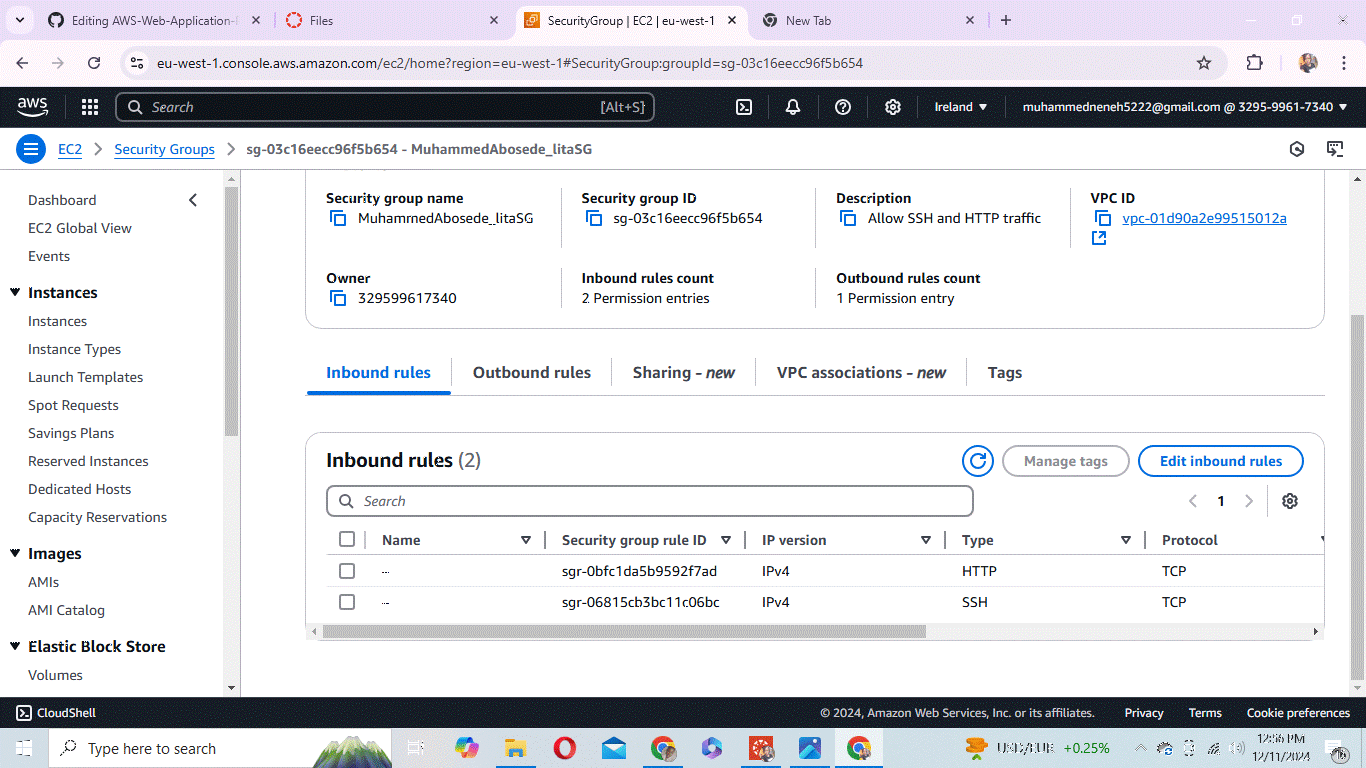 Editing AWS-Web-Application-
Files
SecurityGroup | EC2 | eu-west-1
New Tab
eu-west-1.console.aws.amazon.com/ec2/home?region=eu-west-1#SecurityGroup:groupId=sg-03c16eecc96f5b654
aws
Search
[Alt+S]
Ireland
muhammedneneh5222@gmail.com @ 3295-9961-7340
EC2
Security Groups
sg-03c16eecc96f5b654 - MuhammedAbosede_litaSG
Dashboard
EC2 Global View
Events
Instances
Instances
Instance Types
Launch Templates
Spot Requests
Savings Plans
Reserved Instances
Dedicated Hosts
Capacity Reservations
Images
AMIs
AMI Catalog
Elastic Block Store
Volumes
Security group name
MuhammedAbosede_litaSG
Security group ID
sg-03c16eecc96f5b654
Description
Allow SSH and HTTP traffic
VPC ID
vpc-01d90a2e99515012a
Owner
329599617340
Inbound rules count
2 Permission entries
Outbound rules count
1 Permission entry
Inbound rules
Outbound rules
Sharing - new
VPC associations - new
Tags
Inbound rules (2)
Manage tags
Edit inbound rules
Search
1
Name Security group rule ID IP version Type Protocol
– sgr-0bfc1da5b9592f7ad IPv4 HTTP TCP
– sgr-06815cb3bc11c06bc IPv4 SSH TCP
CloudShell
© 2024, Amazon Web Services, Inc. or its affiliates.
Privacy
Terms
Cookie preferences
Type here to search
USD/EUR +0.25%
12:56 PM
12/11/2024